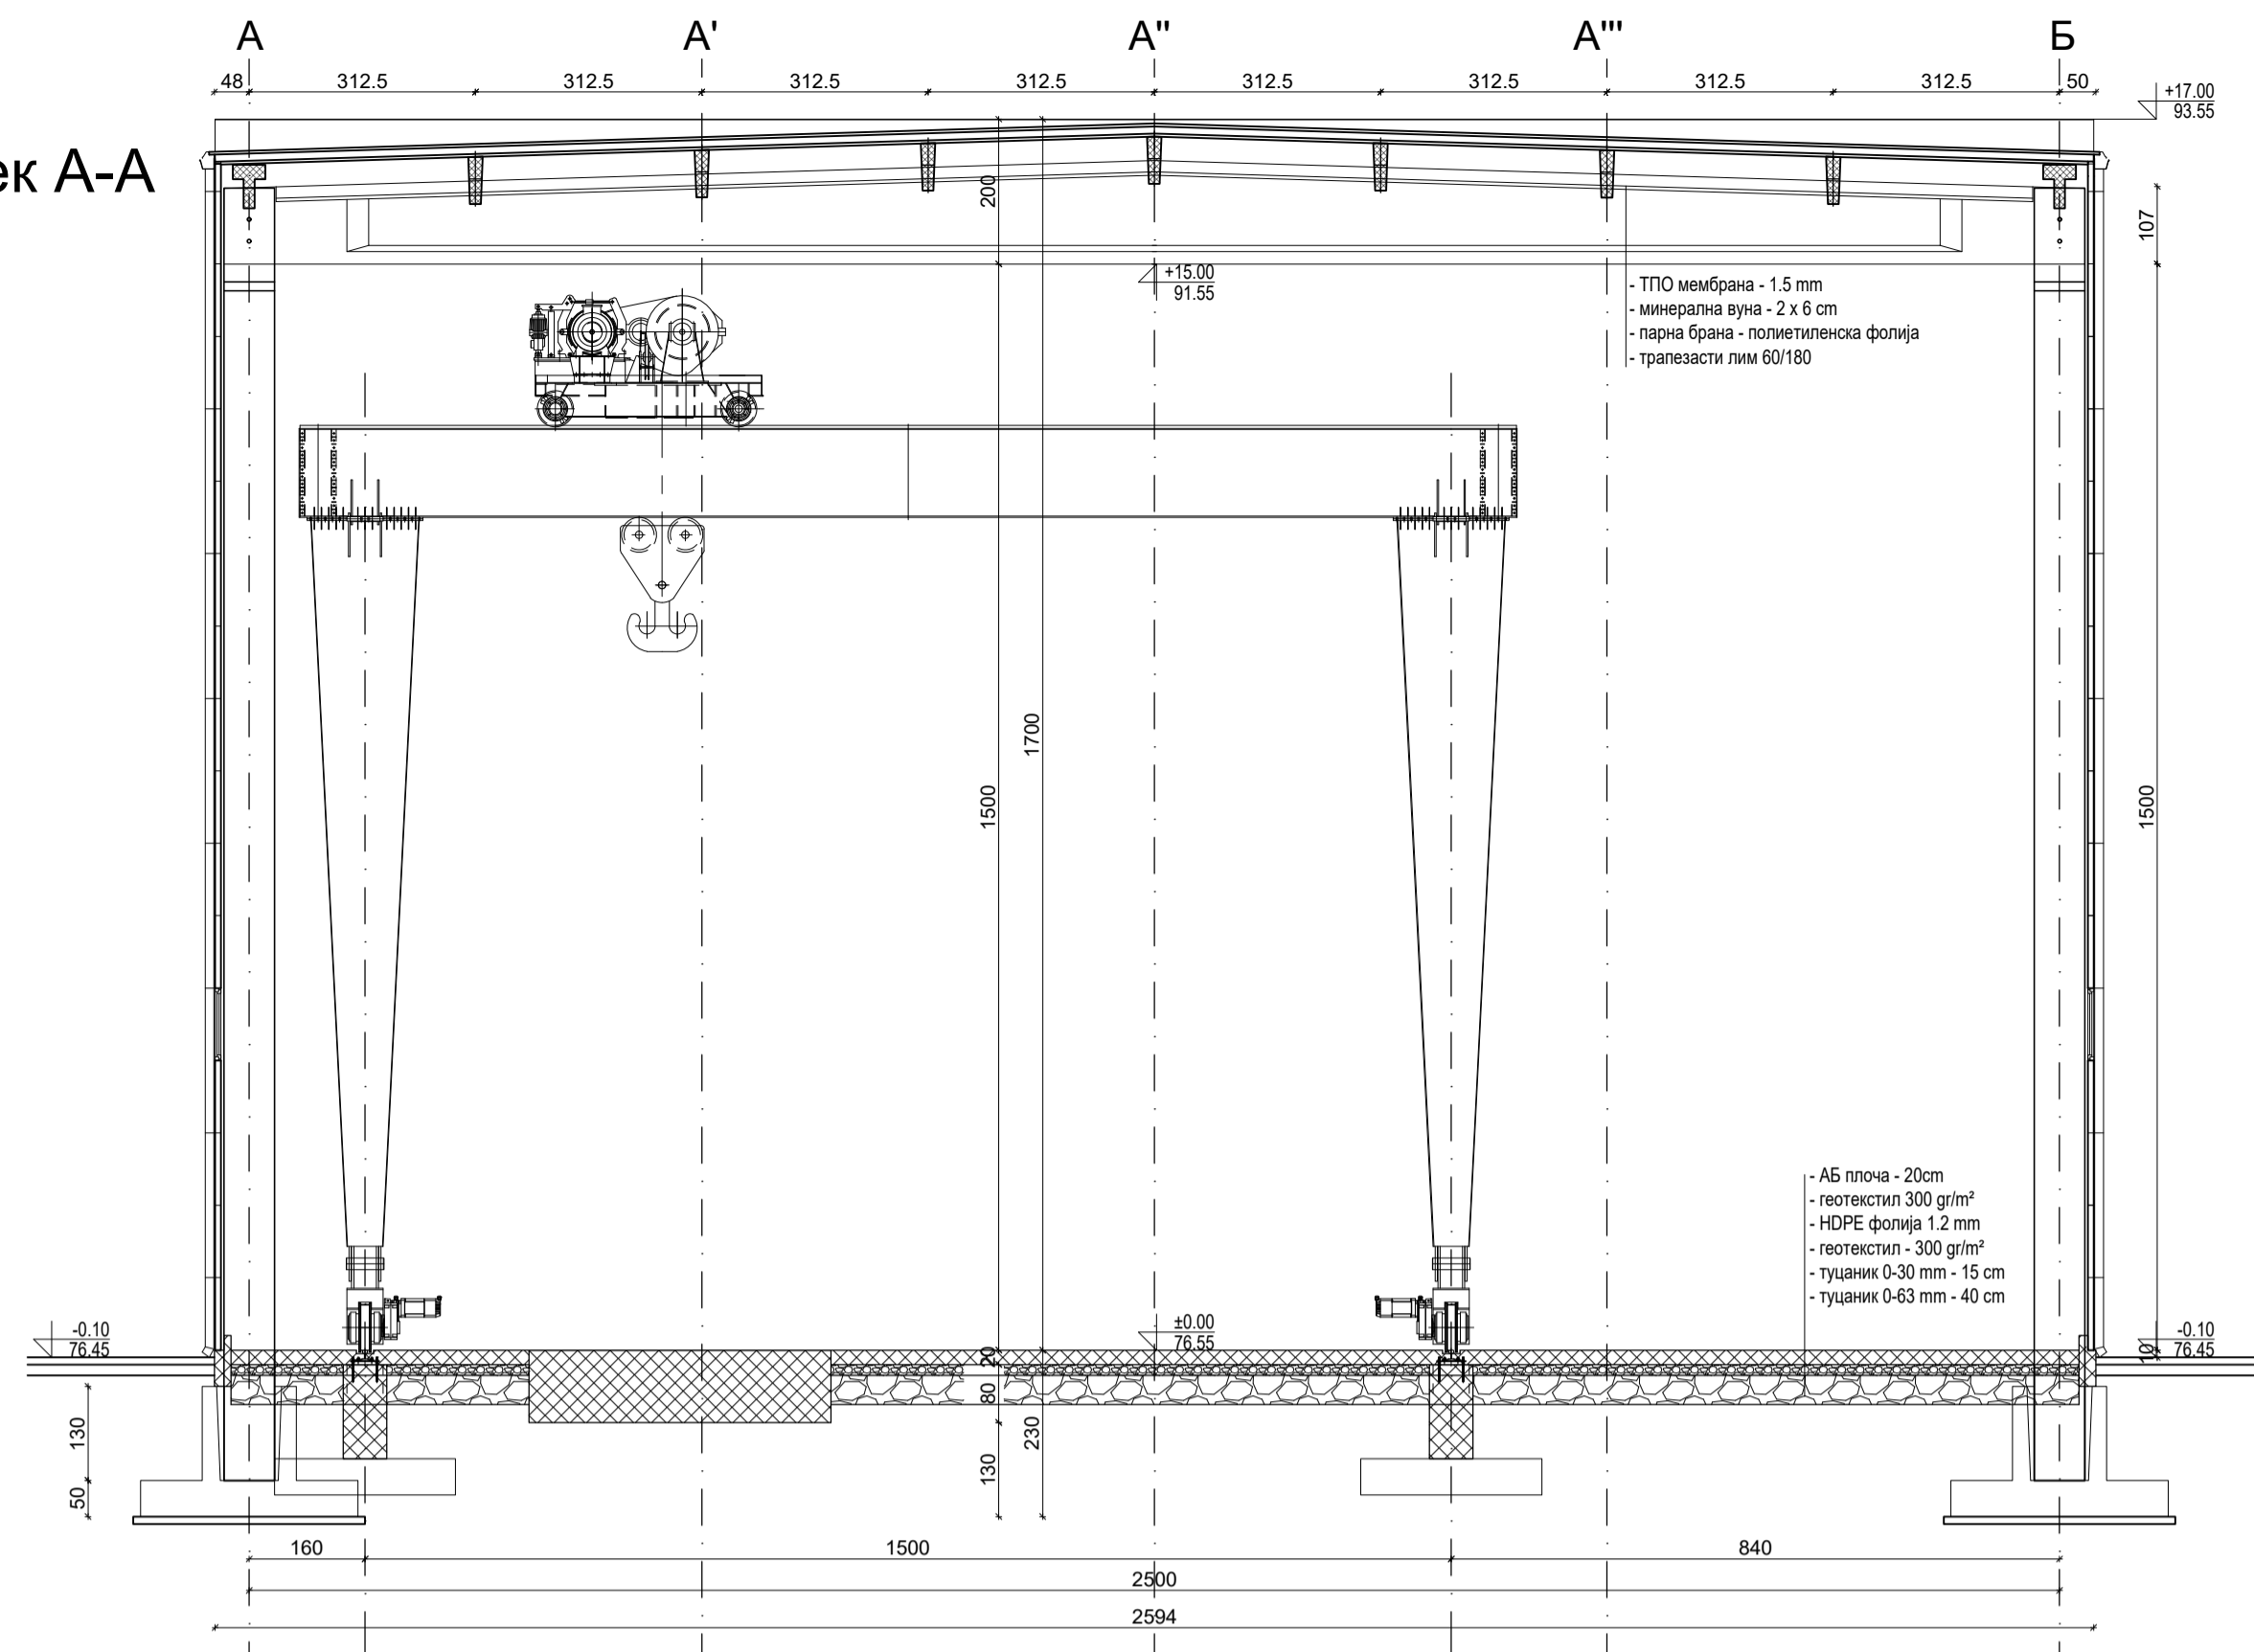 А А' А'' А''' Б
48 312.5 312.5 312.5 312.5 312.5 312.5 312.5 312.5 50
+17.00
93.55
ек А-А
200
107
+15.00
91.55
- ТПО мембрана - 1.5 mm
- минерална вуна - 2 x 6 cm
- парна брана - полиетиленска фолија
- трапезасти лим 60/180
1700
1500
1500
- АБ плоча - 20cm
- геотекстил 300 gr/m²
- HDPE фолија 1.2 mm
- геотекстил - 300 gr/m²
- туцаник 0-30 mm - 15 cm
- туцаник 0-63 mm - 40 cm
-0.10
76.45
±0.00
76.55
-0.10
76.45
10
20
80
130
230
130
50
160 1500 840
2500
2594